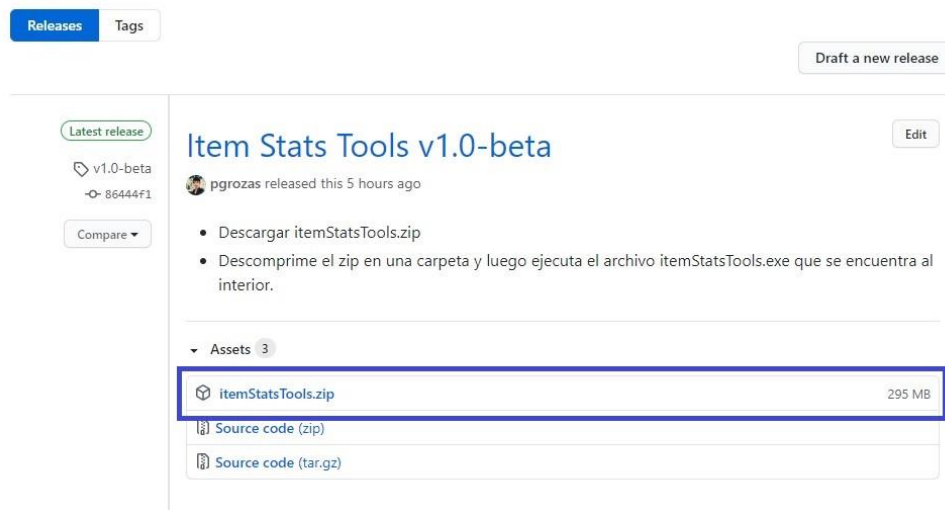 Releases
Tags
Draft a new release
Latest release
v1.0-beta
86444f1
Compare
Item Stats Tools v1.0-beta
Edit
pgrozas released this 5 hours ago
Descargar itemStatsTools.zip
Descomprime el zip en una carpeta y luego ejecuta el archivo itemStatsTools.exe que se encuentra al
interior.
Assets 3
itemStatsTools.zip
295 MB
Source code (zip)
Source code (tar.gz)